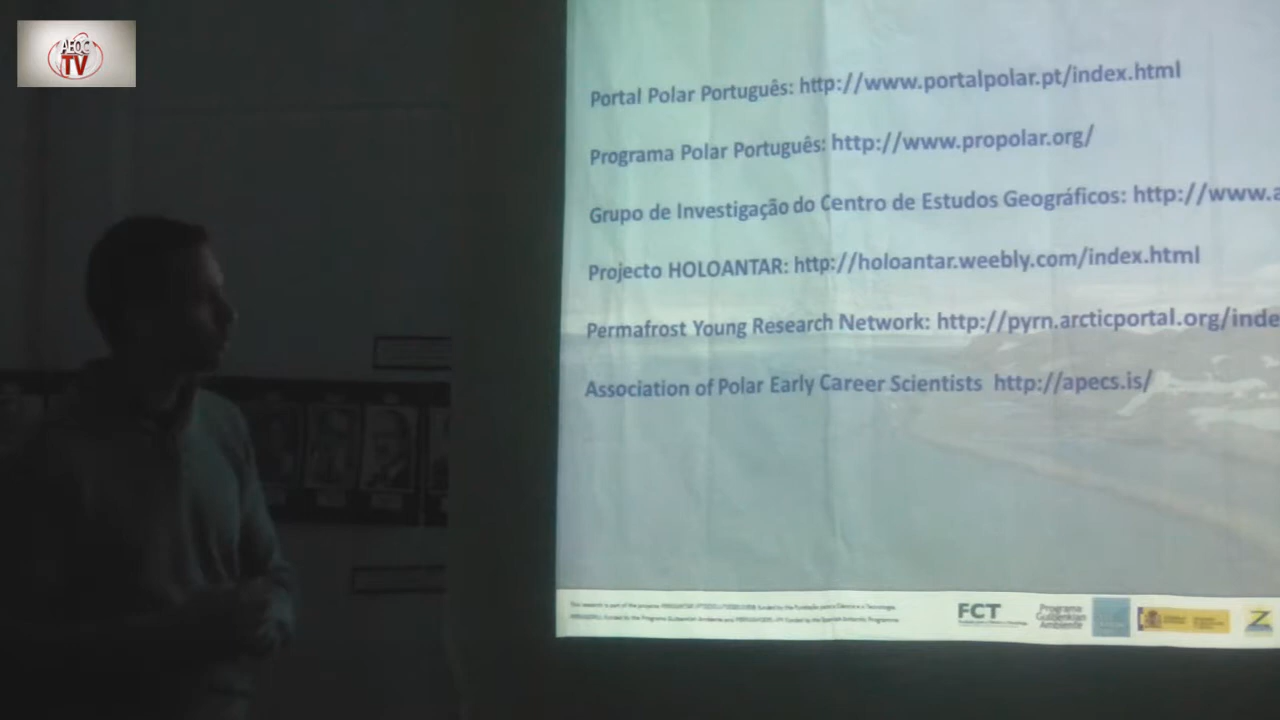 AEQC
TV
Portal Polar Português: http://www.portalpolar.pt/index.html
Programa Polar Português: http://www.propolar.org/
Grupo de Investigação do Centro de Estudos Geográficos: http://www.a
Projecto HOLOANTAR: http://holoantar.weebly.com/index.html
Permafrost Young Research Network: http://pyrn.arcticportal.org/inde
Association of Polar Early Career Scientists http://apecs.is/
FCT
Programa
Gulbenkian
Ambiente